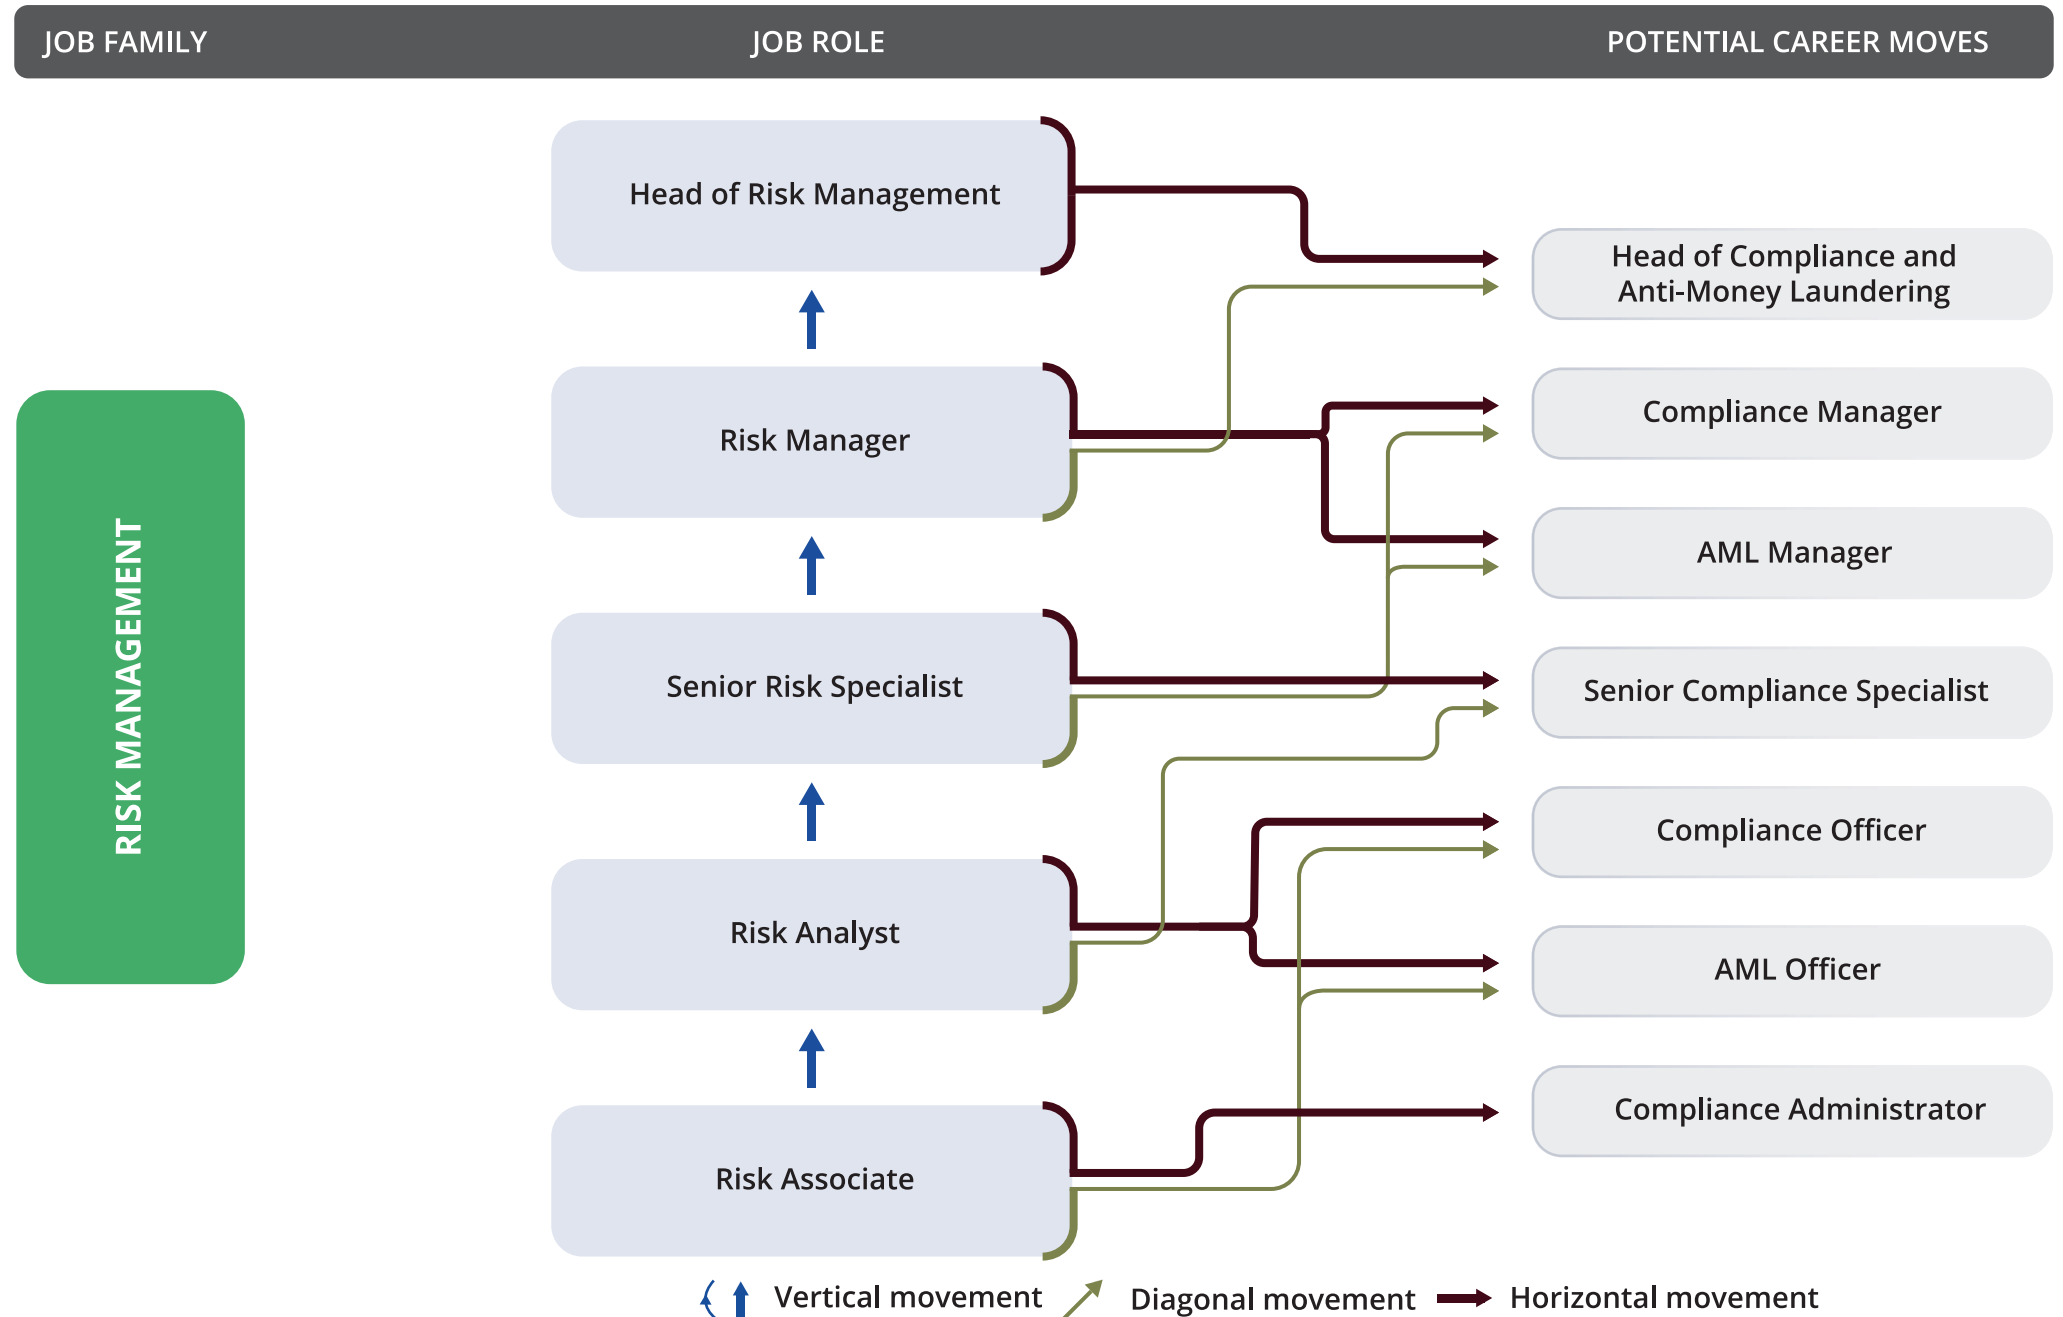 JOB FAMILY
JOB ROLE
POTENTIAL CAREER MOVES
RISK MANAGEMENT
Head of Risk Management
Risk Manager
Senior Risk Specialist
Risk Analyst
Risk Associate
Head of Compliance and
Anti-Money Laundering
Compliance Manager
AML Manager
Senior Compliance Specialist
Compliance Officer
AML Officer
Compliance Administrator
Vertical movement
Diagonal movement
Horizontal movement